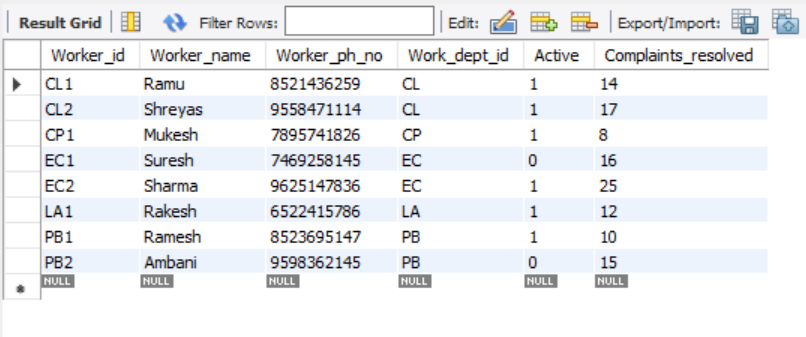 Result Grid Filter Rows: Edit: Export/Import:
Worker_id Worker_name Worker_ph_no Work_dept_id Active Complaints_resolved
CL1 Ramu 8521436259 CL 1 14
CL2 Shreyas 9558471114 CL 1 17
CP1 Mukesh 7895741826 CP 1 8
EC1 Suresh 7469258145 EC 0 16
EC2 Sharma 9625147836 EC 1 25
LA1 Rakesh 6522415786 LA 1 12
PB1 Ramesh 8523695147 PB 1 10
PB2 Ambani 9598362145 PB 0 15
NULL NULL NULL NULL NULL NULL